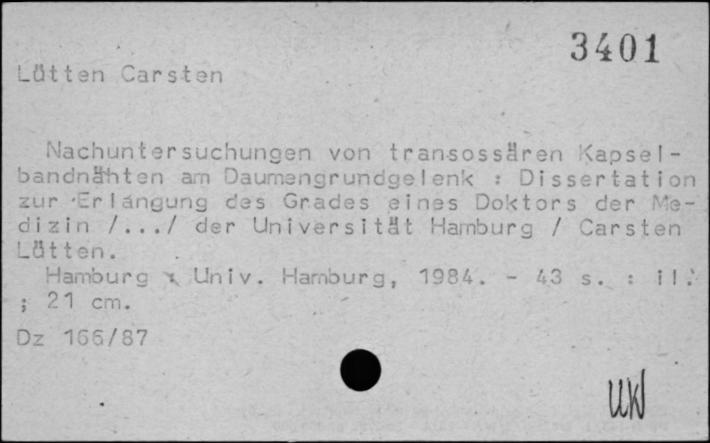 3401
Lütten Carsten
Nachuntersuchungen von transossären Kapsel-
bandnähten am Daumengrundgelenk : Dissertation
zur Erlangung des Grades eines Doktors der Me-
dizin /.../ der Universität Hamburg / Carsten
Lütten.
Hamburg : Univ. Hamburg, 1984. - 43 s. : il.
; 21 cm.
Dz 166/87
UW